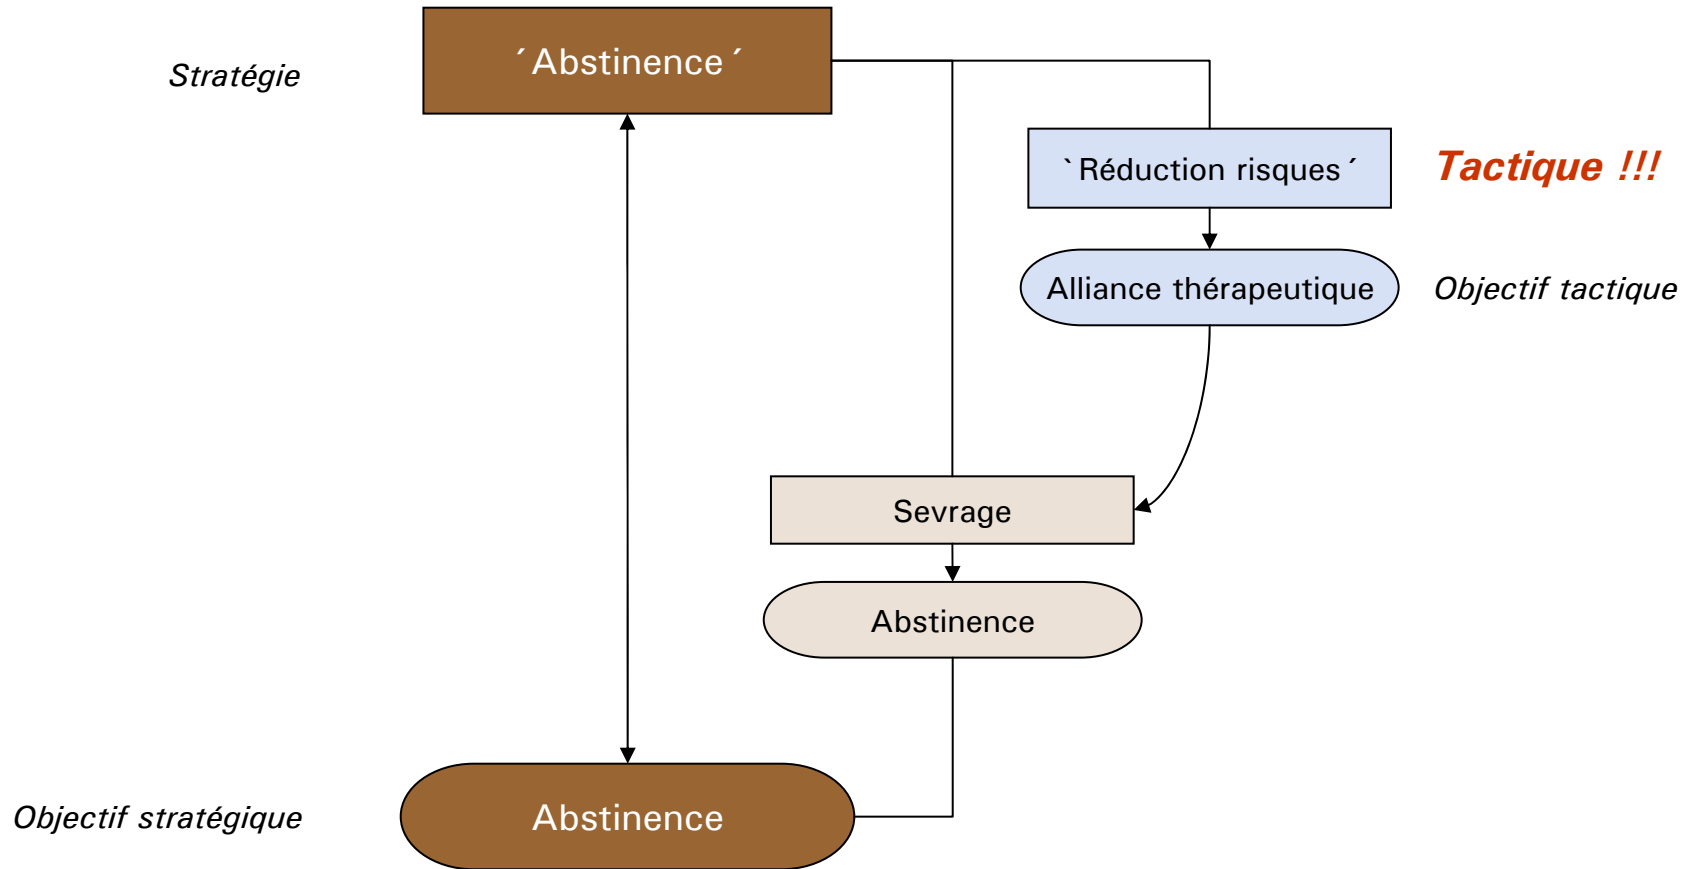 ´Abstinence´
Stratégie
`Réduction risques´
Tactique !!!
Alliance thérapeutique
Objectif tactique
Sevrage
Abstinence
Objectif stratégique
Abstinence